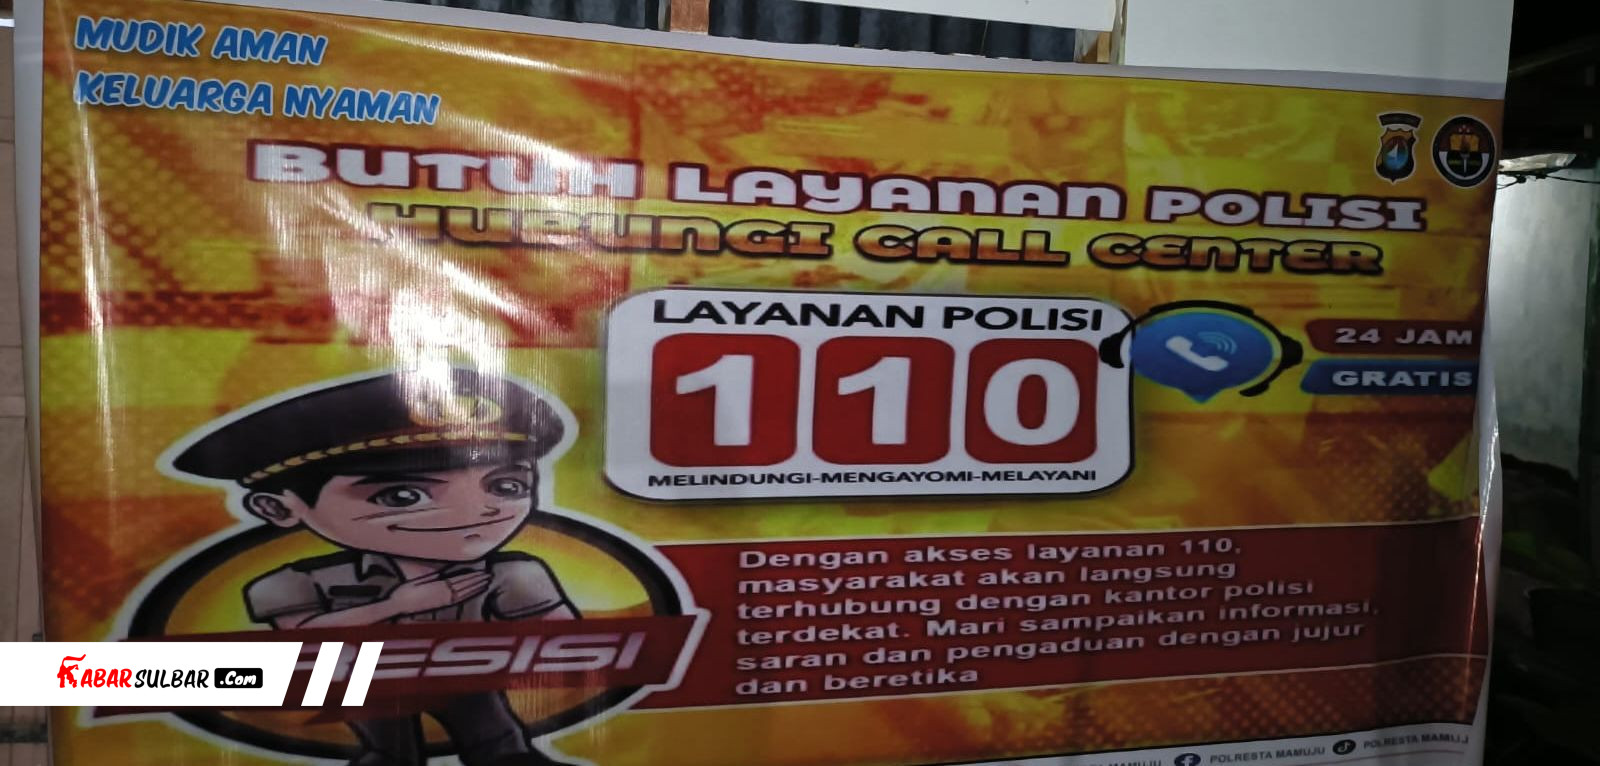 MUDIK AMAN
KELUARGA NYAMAN
BUTUH LAYANAN POLISI
HUBUNGI CALL CENTER
LAYANAN POLISI
110
MELINDUNGI-MENGAYOMI-MELAYANI
24 JAM
GRATIS
Dengan akses layanan 110,
masyarakat akan langsung
terhubung dengan kantor polisi
terdekat. Mari sampaikan informasi,
saran dan pengaduan dengan jujur
dan beretika
ESISI
KABARSULBAR.Com
MAMUJU
POLRESTA MAMUJU
POLRESTA MAMUJ